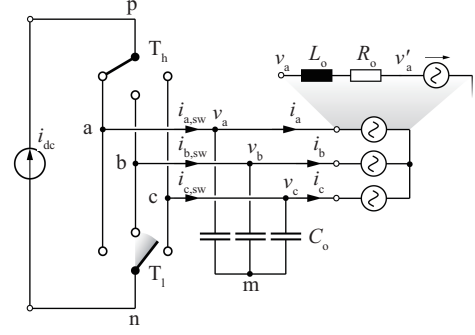 p
T_h
v_a L_o R_o v'_a
i_dc
a i_a,sw v_a i_a
b i_b,sw v_b i_b
c i_c,sw v_c i_c
C_o
T_l
m
n